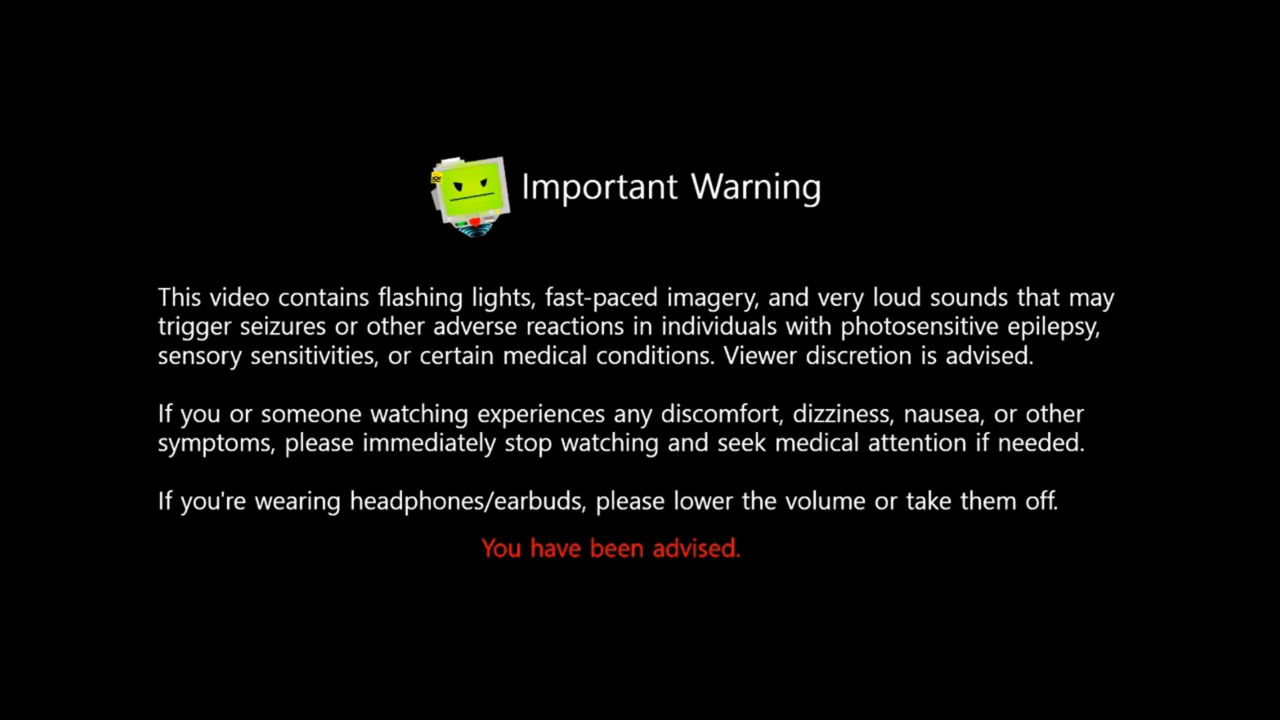 Important Warning
This video contains flashing lights, fast-paced imagery, and very loud sounds that may
trigger seizures or other adverse reactions in individuals with photosensitive epilepsy,
sensory sensitivities, or certain medical conditions. Viewer discretion is advised.
If you or someone watching experiences any discomfort, dizziness, nausea, or other
symptoms, please immediately stop watching and seek medical attention if needed.
If you're wearing headphones/earbuds, please lower the volume or take them off.
You have been advised.